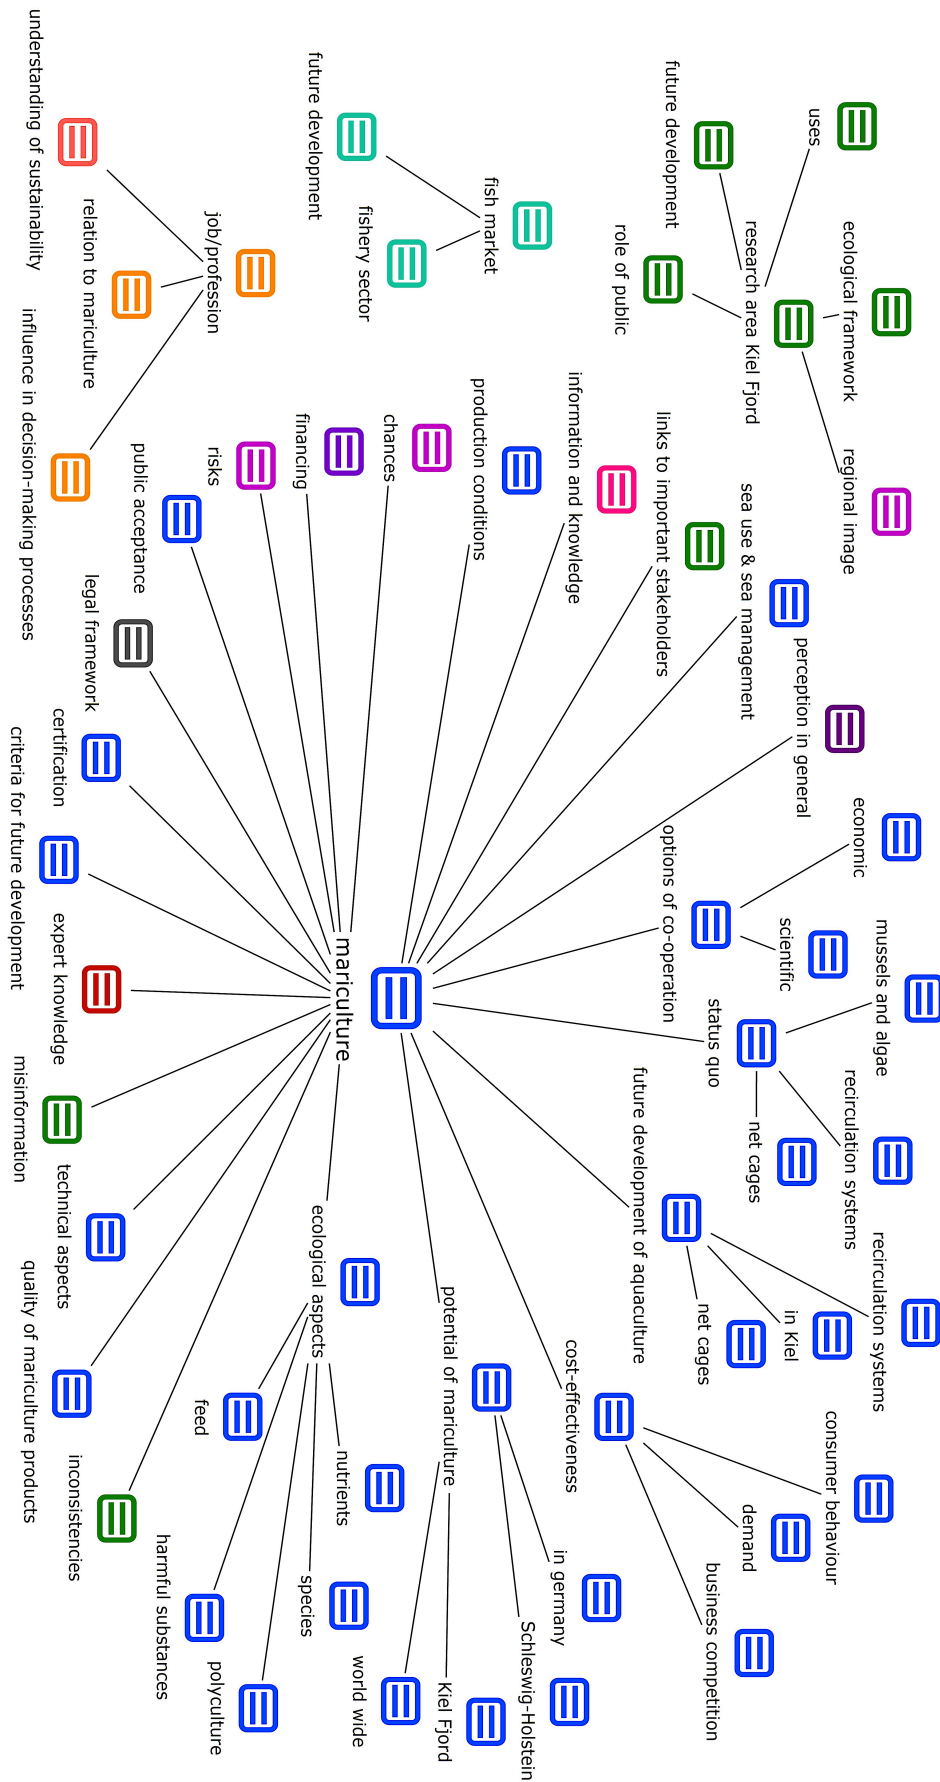 uses
ecological framework
regional image
future development
research area Kiel Fjord
role of public
future development
fish market
fishery sector
understanding of sustainability
job/profession
relation to mariculture
influence in decision-making processes
perception in general
sea use & sea management
links to important stakeholders
information and knowledge
production conditions
chances
financing
risks
public acceptance
legal framework
certification
criteria for future development
expert knowledge
misinformation
technical aspects
quality of mariculture products
inconsistencies
mariculture
economic
options of co-operation
scientific
mussels and algae
status quo
recirculation systems
net cages
future development of aquaculture
recirculation systems
in Kiel
net cages
cost-effectiveness
consumer behaviour
demand
business competition
potential of mariculture
in germany
Schleswig-Holstein
Kiel Fjord
world wide
ecological aspects
nutrients
species
feed
harmful substances
polyculture